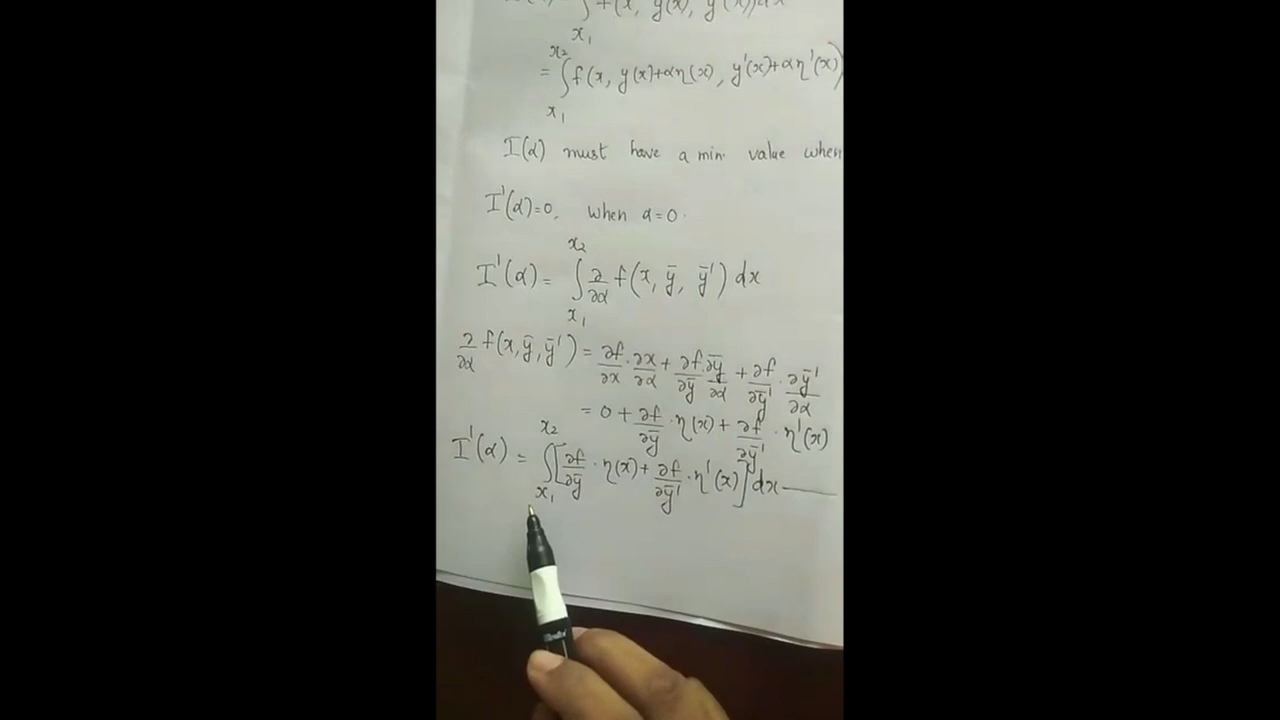 ∫ f(x, y(x), y'(x)) dx
x₁
= ∫_{x₁}^{x₂} f(x, y(x)+αη(x), y'(x)+αη'(x))
I(α) must have a min. value when
I'(α)=0, when α=0.
I'(α) = ∫_{x₁}^{x₂} ∂/∂α f(x, ȳ, ȳ') dx
∂/∂α f(x, ȳ, ȳ') = ∂f/∂x · ∂x/∂α + ∂f/∂ȳ · ∂ȳ/∂α + ∂f/∂ȳ' · ∂ȳ'/∂α
= 0 + ∂f/∂ȳ · η(x) + ∂f/∂ȳ' · η'(x)
I'(α) = ∫_{x₁}^{x₂} [∂f/∂ȳ · η(x) + ∂f/∂ȳ' · η'(x)] dx —